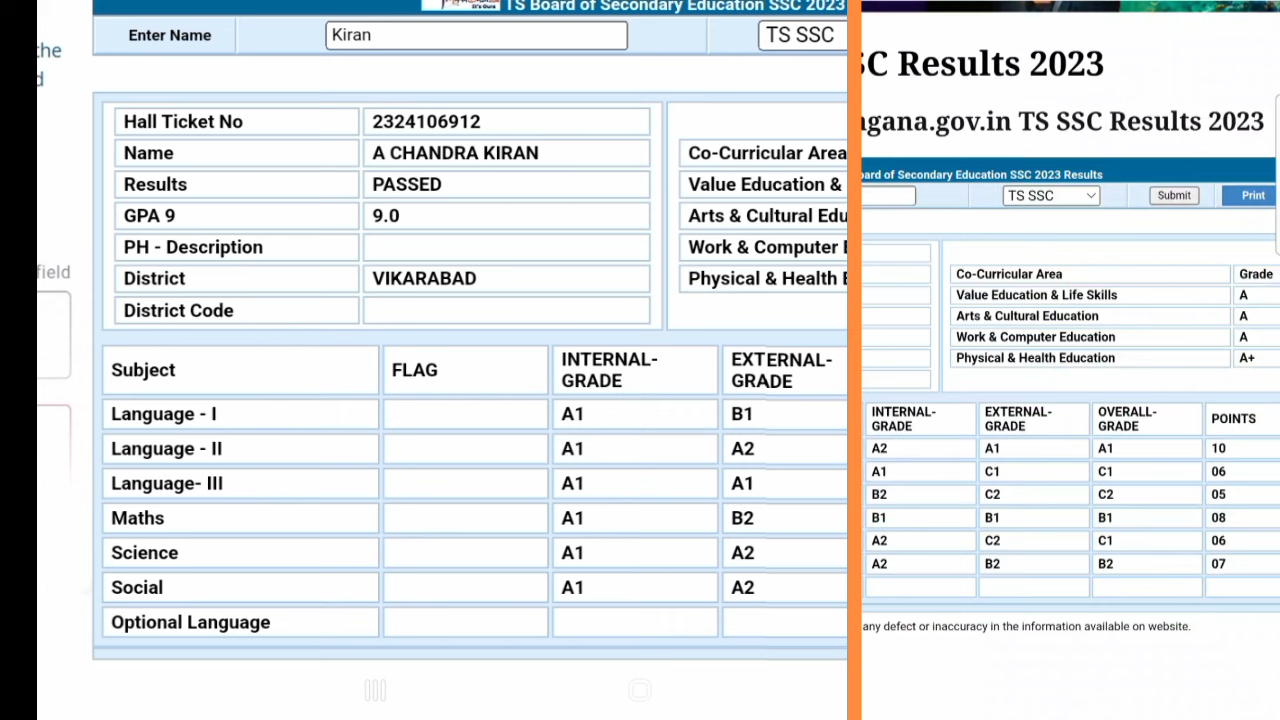 It's Ours TS Board of Secondary Education SSC 2023
the
d
Enter Name Kiran TS SSC
Hall Ticket No 2324106912
Name A CHANDRA KIRAN Co-Curricular Area
Results PASSED Value Education &
GPA 9 9.0 Arts & Cultural Edu
PH - Description Work & Computer E
field
District VIKARABAD Physical & Health E
District Code
Subject FLAG INTERNAL-GRADE EXTERNAL-GRADE
Language - I A1 B1
Language - II A1 A2
Language- III A1 A1
Maths A1 B2
Science A1 A2
Social A1 A2
Optional Language
SC Results 2023
agana.gov.in TS SSC Results 2023
oard of Secondary Education SSC 2023 Results
TS SSC Submit Print
Co-Curricular Area Grade
Value Education & Life Skills A
Arts & Cultural Education A
Work & Computer Education A
Physical & Health Education A+
INTERNAL-GRADE EXTERNAL-GRADE OVERALL-GRADE POINTS
A2 A1 A1 10
A1 C1 C1 06
B2 C2 C2 05
B1 B1 B1 08
A2 C2 C1 06
A2 B2 B2 07
any defect or inaccuracy in the information available on website.